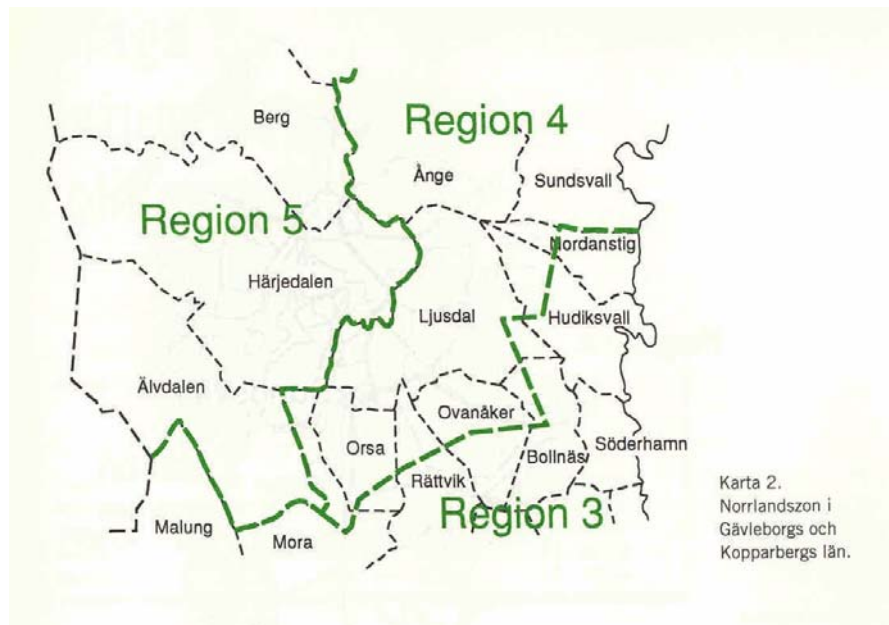 Berg
Region 4
Ånge
Sundsvall
Region 5
Nordanstig
Härjedalen
Ljusdal
Hudiksvall
Älvdalen
Ovanåker
Orsa
Söderhamn
Bollnäs
Rättvik
Region 3
Malung
Mora
Karta 2.
Norrlandszon i
Gävleborgs och
Kopparbergs län.